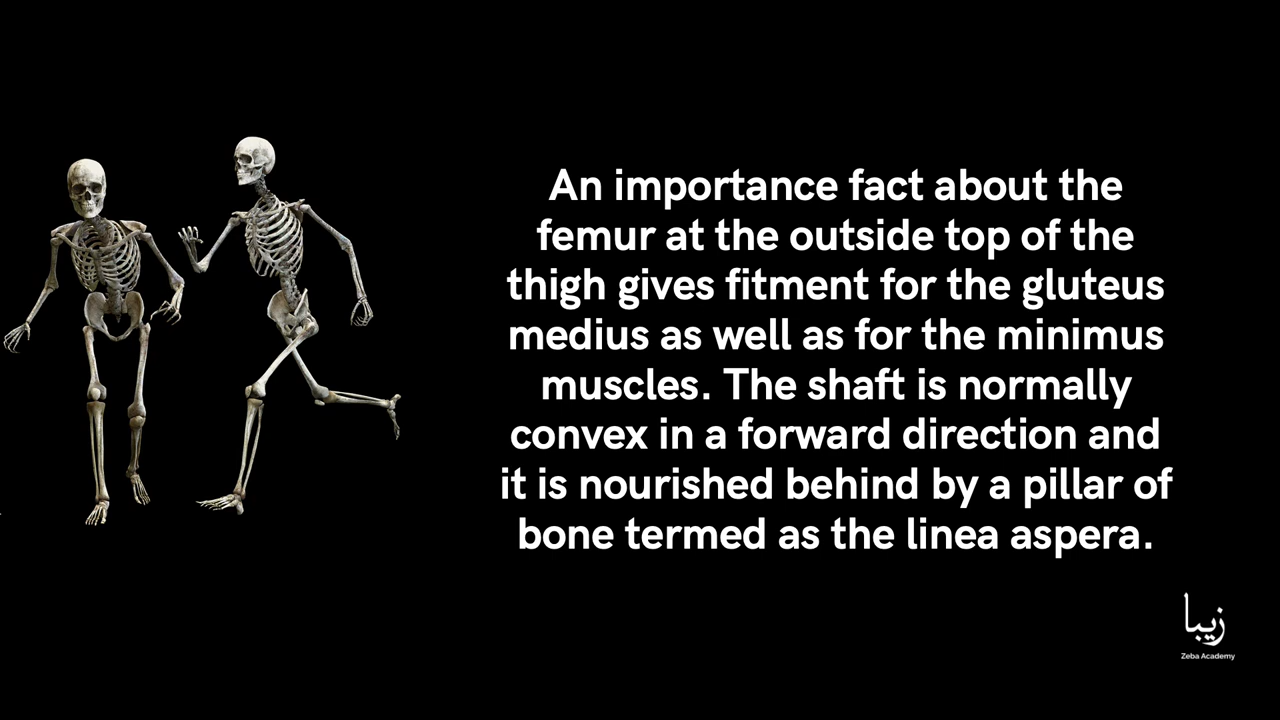 An importance fact about the
femur at the outside top of the
thigh gives fitment for the gluteus
medius as well as for the minimus
muscles. The shaft is normally
convex in a forward direction and
it is nourished behind by a pillar of
bone termed as the linea aspera.
زيبا
Zeba Academy